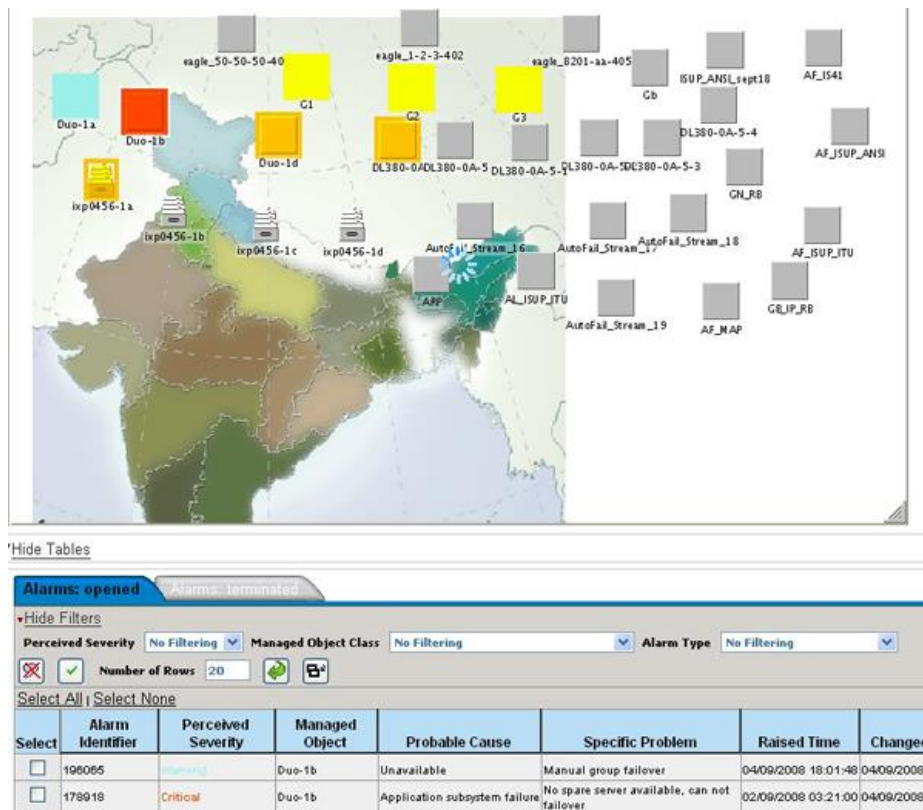 eagle_50-50-50-40
eagle_1-2-3-402
eagle_8201-aa-405
Gb
ISUP_ANSI_sept18
AF_IS41
Duo-1a
Duo-1b
G1
G2
G3
Duo-1d
DL380-0A
DL380-0A-5
DL380-0A-5-1
DL380-0A-5-3
DL380-0A-5-4
AF_ISUP_ANSI
GN_RB
ixp0456-1a
ixp0456-1b
ixp0456-1c
ixp0456-1d
AutoFail_Stream_16
AutoFail_Stream_17
AutoFail_Stream_18
AF_ISUP_ITU
ARP
AL_ISUP_ITU
AutoFail_Stream_19
AF_MAP
GB_IP_RB
Hide Tables
Alarms: opened Alarms: terminated
Hide Filters
Perceived Severity No Filtering Managed Object Class No Filtering Alarm Type No Filtering
Number of Rows 20
Select All | Select None
Select Alarm Identifier Perceived Severity Managed Object Probable Cause Specific Problem Raised Time Changed
196065 Warning Duo-1b Unavailable Manual group failover 04/09/2008 18:01:48 04/09/2008
178918 Critical Duo-1b Application subsystem failure No spare server available, can not failover 02/09/2008 03:21:00 04/09/2008